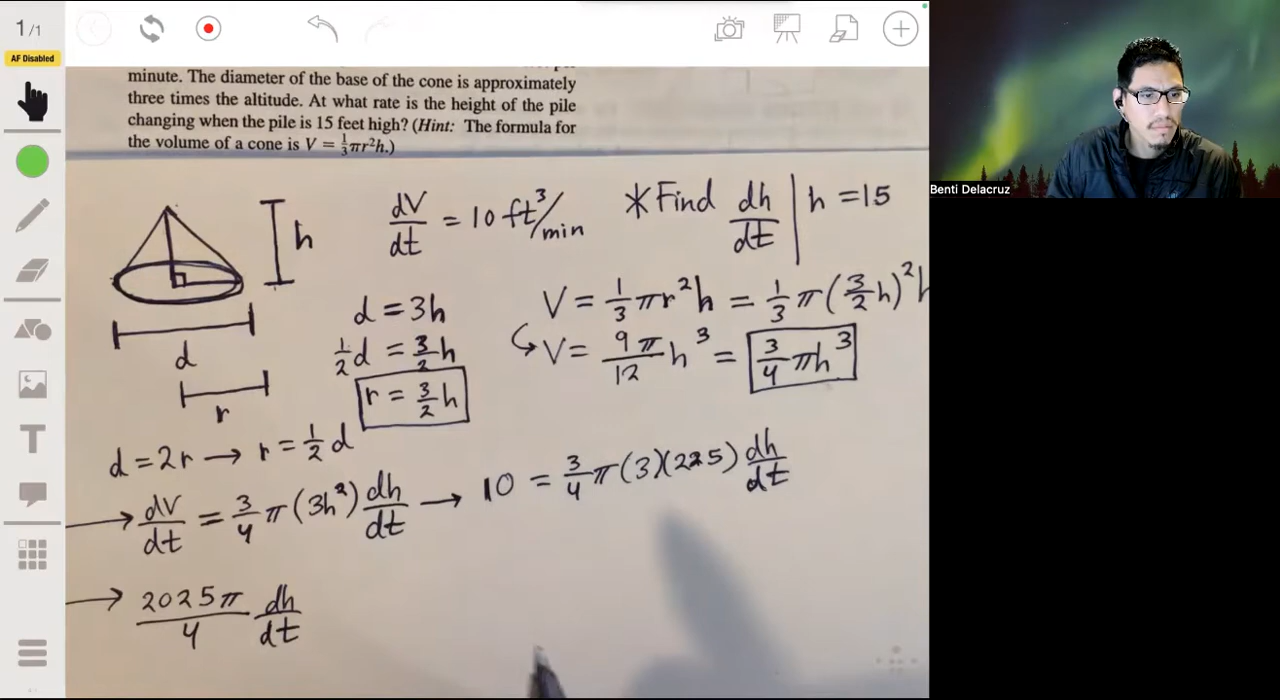 1/1
AF Disabled
minute. The diameter of the base of the cone is approximately
three times the altitude. At what rate is the height of the pile
changing when the pile is 15 feet high? (Hint: The formula for
the volume of a cone is V = 1/3πr²h.)
Benti Delacruz
h
dV/dt = 10 ft³/min
*Find dh/dt | h = 15
d
r
d = 3h
1/2 d = 3/2 h
r = 3/2 h
V = 1/3 πr²h = 1/3 π(3/2 h)²h
↳V = 9π/12 h³ = 3/4 πh³
d = 2r → r = 1/2 d
→ dV/dt = 3/4 π(3h²) dh/dt → 10 = 3/4 π(3)(225) dh/dt
→ 2025π/4 dh/dt
T